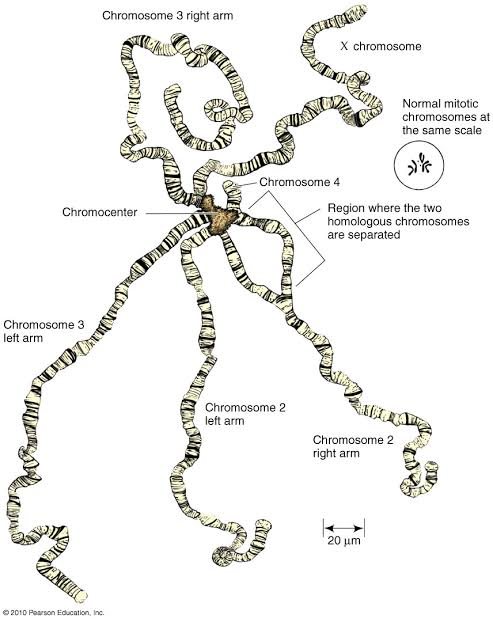 Chromosome 3 right arm
X chromosome
Normal mitotic
chromosomes at
the same scale
Chromosome 4
Chromocenter
Region where the two
homologous chromosomes
are separated
Chromosome 3
left arm
Chromosome 2
left arm
Chromosome 2
right arm
20 µm
© 2010 Pearson Education, Inc.